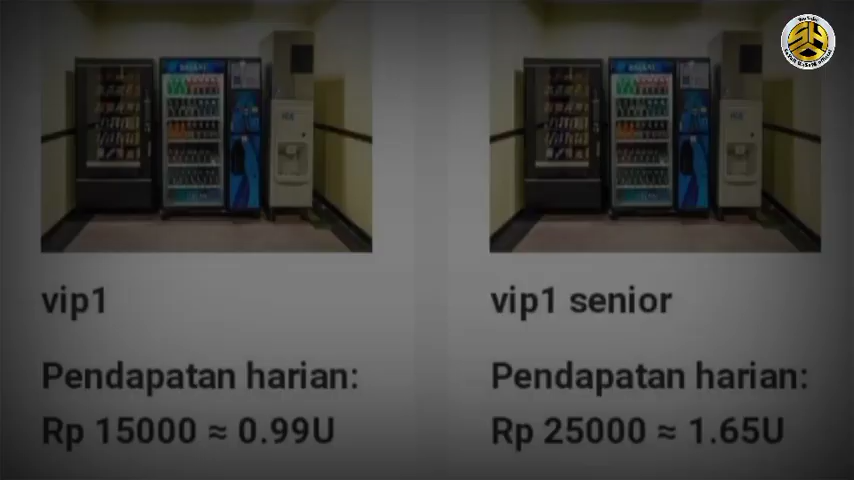 vip1
Pendapatan harian:
Rp 15000 ≈ 0.99U
vip1 senior
Pendapatan harian:
Rp 25000 ≈ 1.65U